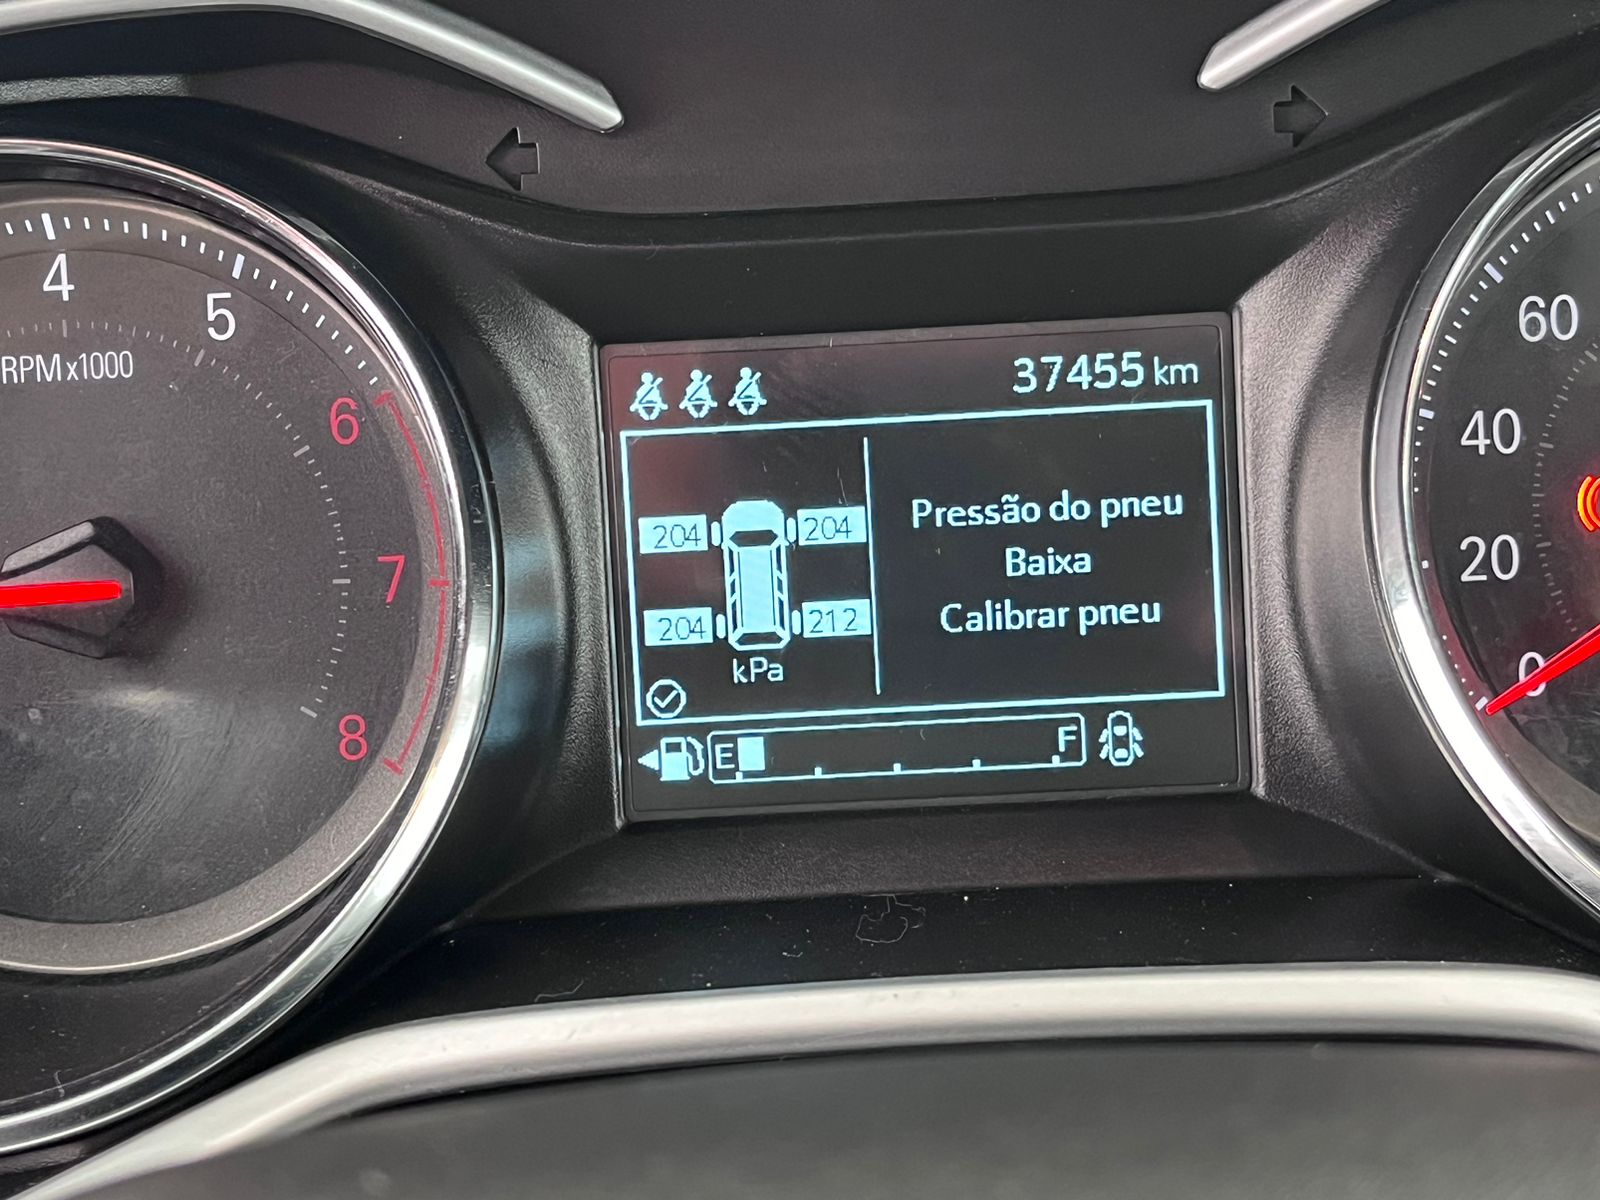 4
5
RPM x1000
6
7
8
37455 km
204 204
204 212
kPa
Pressão do pneu
Baixa
Calibrar pneu
E F
60
40
20
0